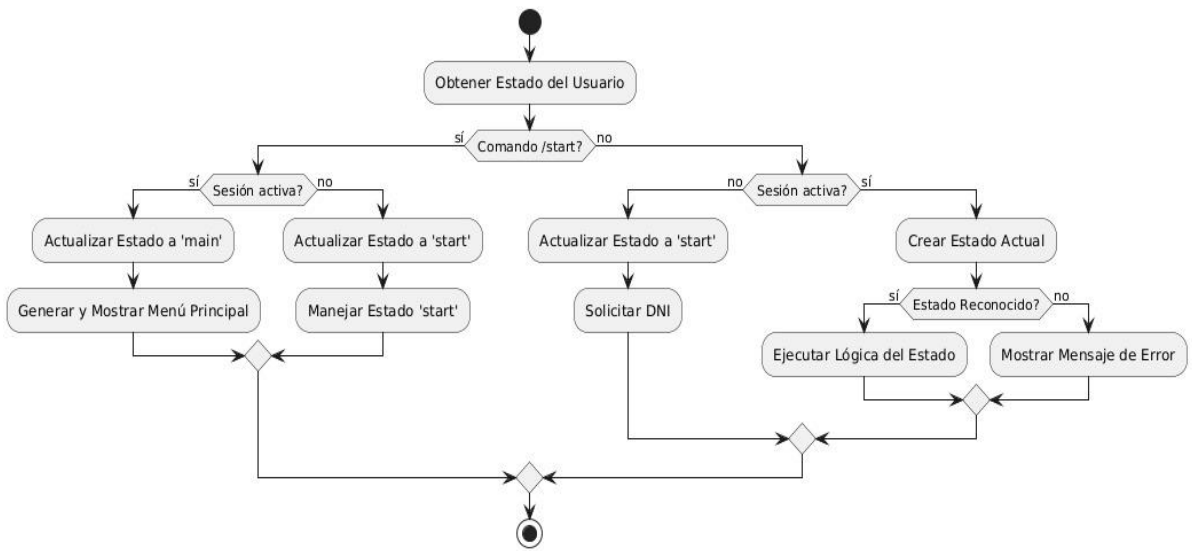 Obtener Estado del Usuario
sí
Comando /start?
no
sí
Sesión activa?
no
no
Sesión activa?
sí
Actualizar Estado a 'main'
Actualizar Estado a 'start'
Actualizar Estado a 'start'
Crear Estado Actual
Generar y Mostrar Menú Principal
Manejar Estado 'start'
Solicitar DNI
sí
Estado Reconocido?
no
Ejecutar Lógica del Estado
Mostrar Mensaje de Error